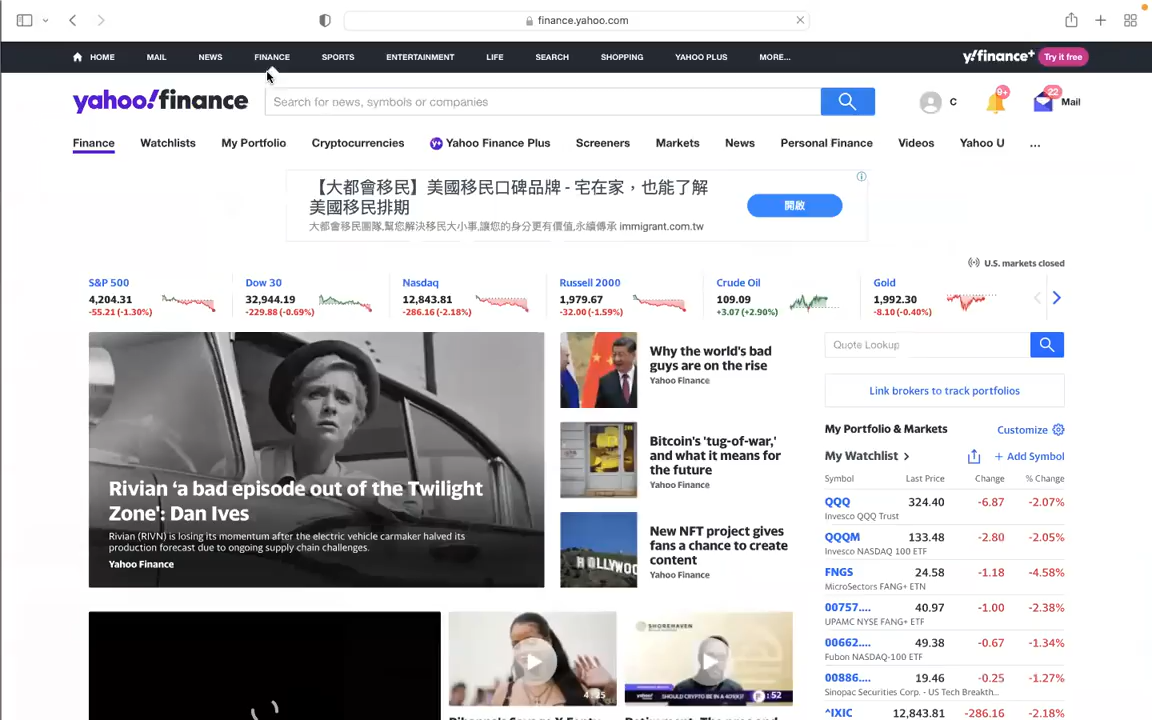 finance.yahoo.com
HOME MAIL NEWS FINANCE SPORTS ENTERTAINMENT LIFE SEARCH SHOPPING YAHOO PLUS MORE... y!finance+ Try it free
yahoo!finance Search for news, symbols or companies C 9+ 22 Mail
Finance Watchlists My Portfolio Cryptocurrencies Y+ Yahoo Finance Plus Screeners Markets News Personal Finance Videos Yahoo U ...
【大都會移民】美國移民口碑品牌 - 宅在家，也能了解
美國移民排期
大都會移民團隊,幫您解決移民大小事,讓您的身分更有價值,永續傳承 immigrant.com.tw
開啟
U.S. markets closed
S&P 500 Dow 30 Nasdaq Russell 2000 Crude Oil Gold
4,204.31 32,944.19 12,843.81 1,979.67 109.09 1,992.30
-55.21 (-1.30%) -229.88 (-0.69%) -286.16 (-2.18%) -32.00 (-1.59%) +3.07 (+2.90%) -8.10 (-0.40%)
Rivian ‘a bad episode out of the Twilight
Zone': Dan Ives
Rivian (RIVN) is losing its momentum after the electric vehicle carmaker halved its
production forecast due to ongoing supply chain challenges.
Yahoo Finance
Why the world's bad
guys are on the rise
Yahoo Finance
Bitcoin's 'tug-of-war,'
and what it means for
the future
Yahoo Finance
HOLLYWOO
New NFT project gives
fans a chance to create
content
Yahoo Finance
Quote Lookup
Link brokers to track portfolios
My Portfolio & Markets Customize
My Watchlist + Add Symbol
Symbol Last Price Change % Change
QQQ 324.40 -6.87 -2.07%
Invesco QQQ Trust
QQQM 133.48 -2.80 -2.05%
Invesco NASDAQ 100 ETF
FNGS 24.58 -1.18 -4.58%
MicroSectors FANG+ ETN
00757.... 40.97 -1.00 -2.38%
UPAMC NYSE FANG+ ETF
00662.... 49.38 -0.67 -1.34%
Fubon NASDAQ-100 ETF
00886.... 19.46 -0.25 -1.27%
Sinopac Securities Corp. - US Tech Breakth...
^IXIC 12,843.81 -286.16 -2.18%
4:25
SHOREHAVEN
SHOULD CRYPTO BE IN A 401(K)?
:52